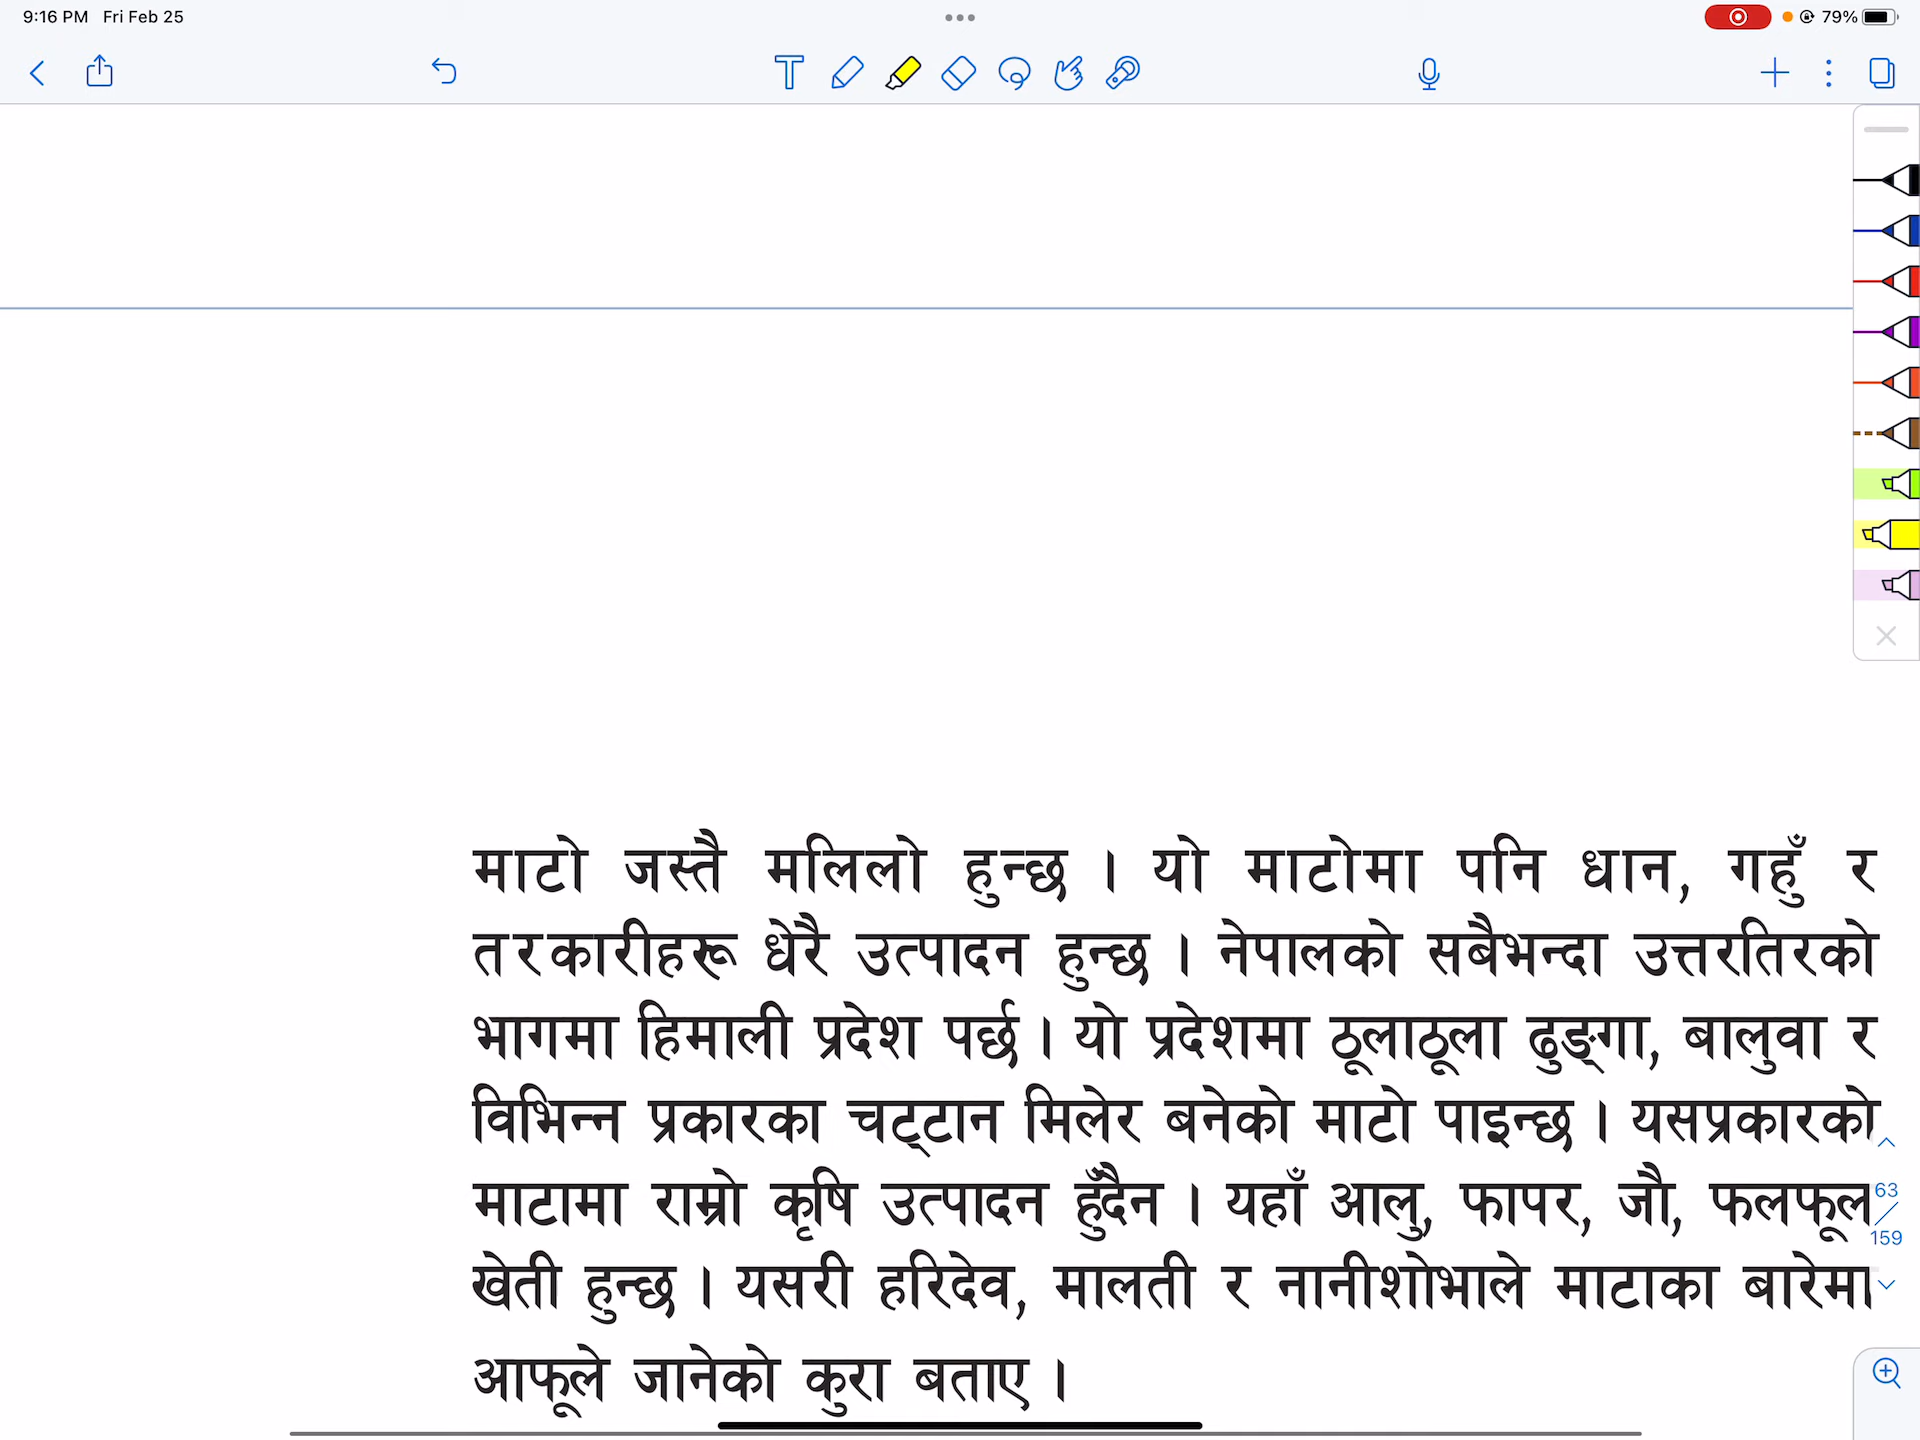 9:16 PM Fri Feb 25
79%
माटो जस्तै मलिलो हुन्छ । यो माटोमा पनि धान, गहुँ र
तरकारीहरू धेरै उत्पादन हुन्छ । नेपालको सबैभन्दा उत्तरतिरको
भागमा हिमाली प्रदेश पर्छ । यो प्रदेशमा ठूलाठूला ढुङ्गा, बालुवा र
विभिन्न प्रकारका चट्टान मिलेर बनेको माटो पाइन्छ । यसप्रकारको
माटामा राम्रो कृषि उत्पादन हुँदैन । यहाँ आलु, फापर, जौ, फलफूल
63
159
खेती हुन्छ । यसरी हरिदेव, मालती र नानीशोभाले माटाका बारेमा
आफूले जानेको कुरा बताए ।